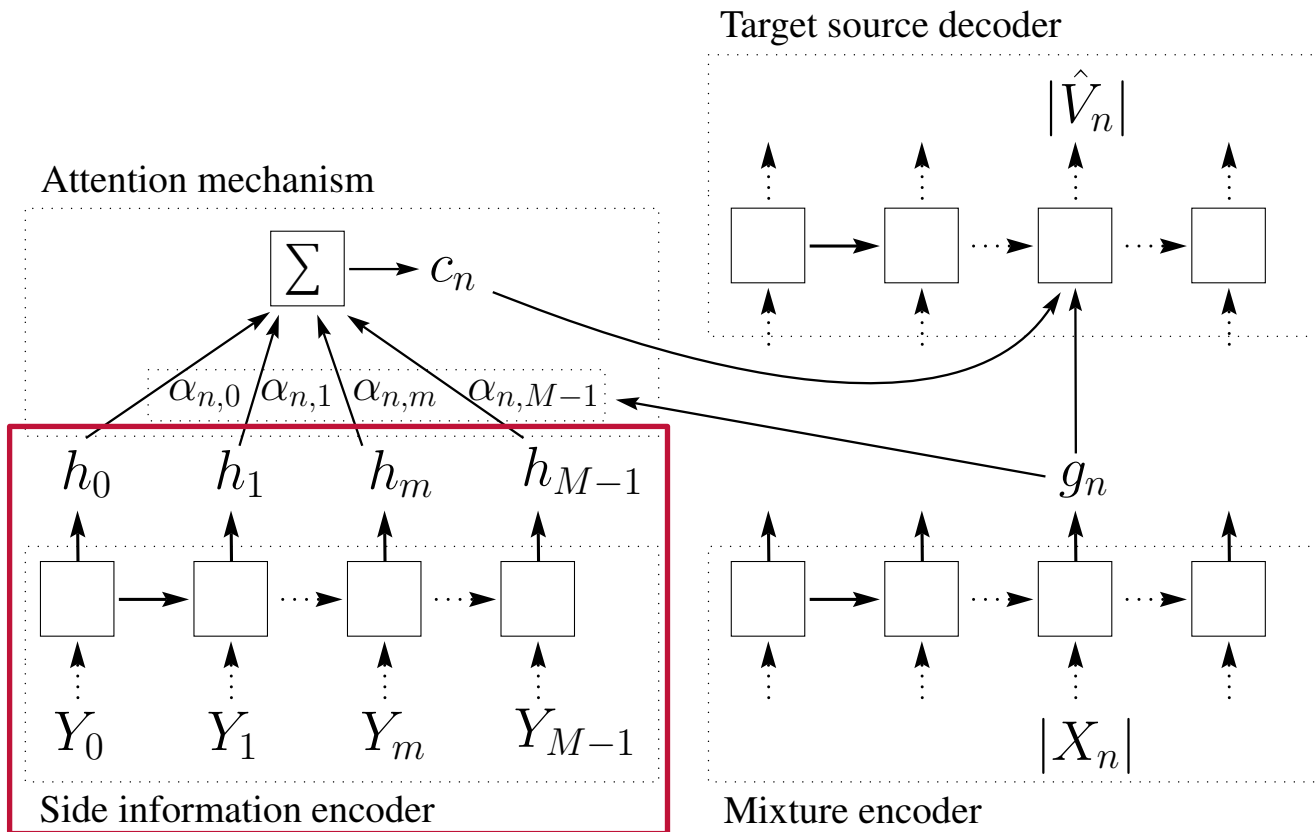 Target source decoder
|V̂_n|
Attention mechanism
∑ c_n
α_{n,0} α_{n,1} α_{n,m} α_{n,M−1}
h_0 h_1 h_m h_{M−1} g_n
Y_0 Y_1 Y_m Y_{M−1} |X_n|
Side information encoder Mixture encoder